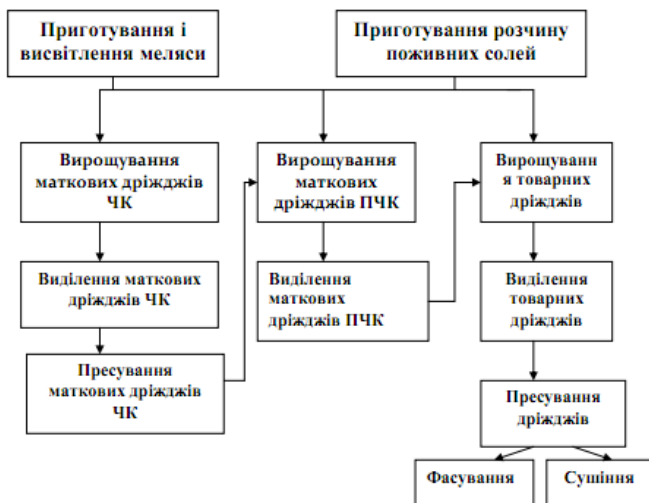 Приготування і
висвітлення меляси
Приготування розчину
поживних солей
Вирощування
маткових дріжджів
ЧК
Вирощування
маткових
дріжджів ПЧК
Вирощуванн
я товарних
дріжджів
Виділення маткових
дріжджів ЧК
Виділення
маткових
дріжджів ПЧК
Виділення
товарних
дріжджів
Пресування
маткових дріжджів
ЧК
Пресування
дріжджів
Фасування
Сушіння